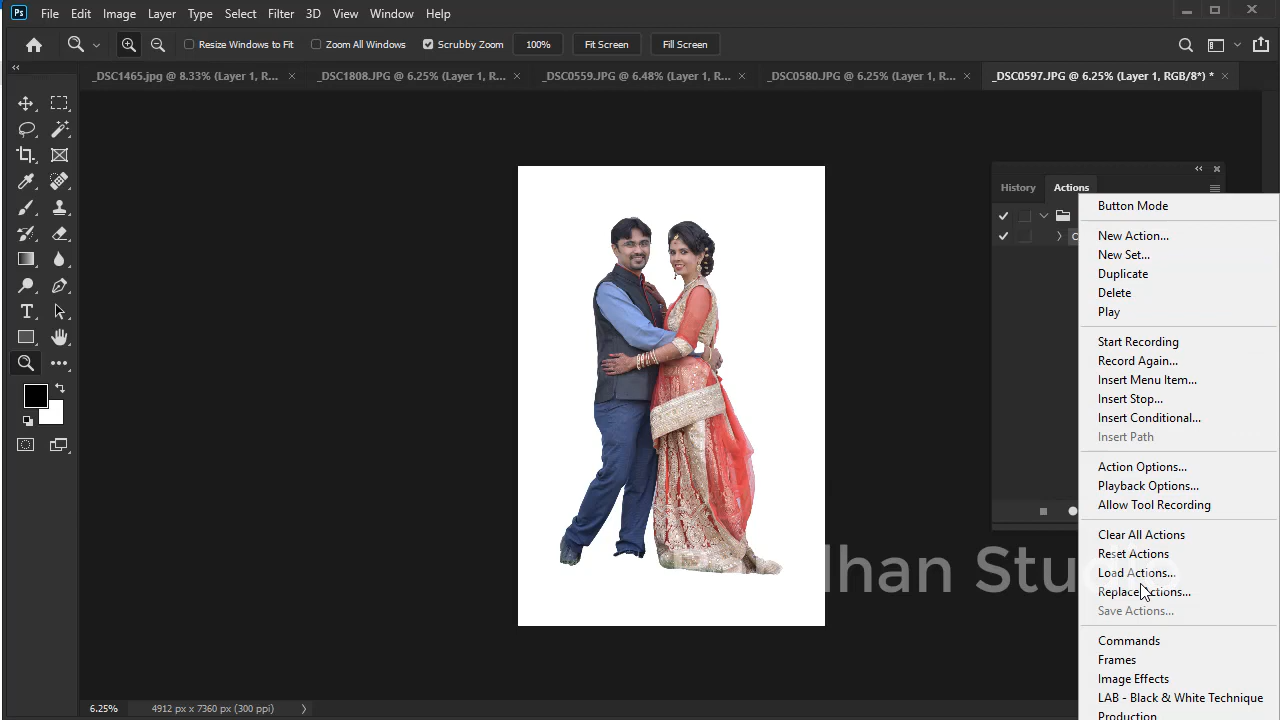 Ps File Edit Image Layer Type Select Filter 3D View Window Help
Resize Windows to Fit Zoom All Windows Scrubby Zoom 100% Fit Screen Fill Screen
_DSC1465.jpg @ 8.33% (Layer 1, R... _DSC1808.JPG @ 6.25% (Layer 1, R... _DSC0559.JPG @ 6.48% (Layer 1, R... _DSC0580.JPG @ 6.25% (Layer 1, R... _DSC0597.JPG @ 6.25% (Layer 1, RGB/8*) *
History Actions
Button Mode
New Action...
New Set...
Duplicate
Delete
Play
Start Recording
Record Again...
Insert Menu Item...
Insert Stop...
Insert Conditional...
Insert Path
Action Options...
Playback Options...
Allow Tool Recording
Clear All Actions
Reset Actions
Load Actions...
Replace Actions...
Save Actions...
Commands
Frames
Image Effects
LAB - Black & White Technique
Production
6.25% 4912 px x 7360 px (300 ppi)